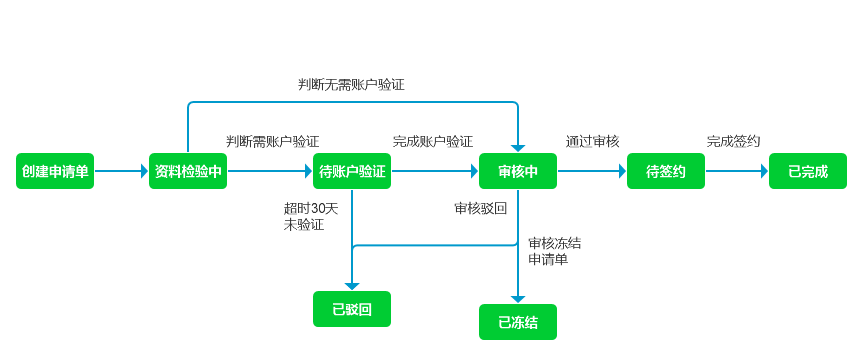 判断无需账户验证
判断需账户验证
完成账户验证
通过审核
完成签约
创建申请单
资料检验中
待账户验证
审核中
待签约
已完成
超时30天
未验证
审核驳回
审核冻结
申请单
已驳回
已冻结